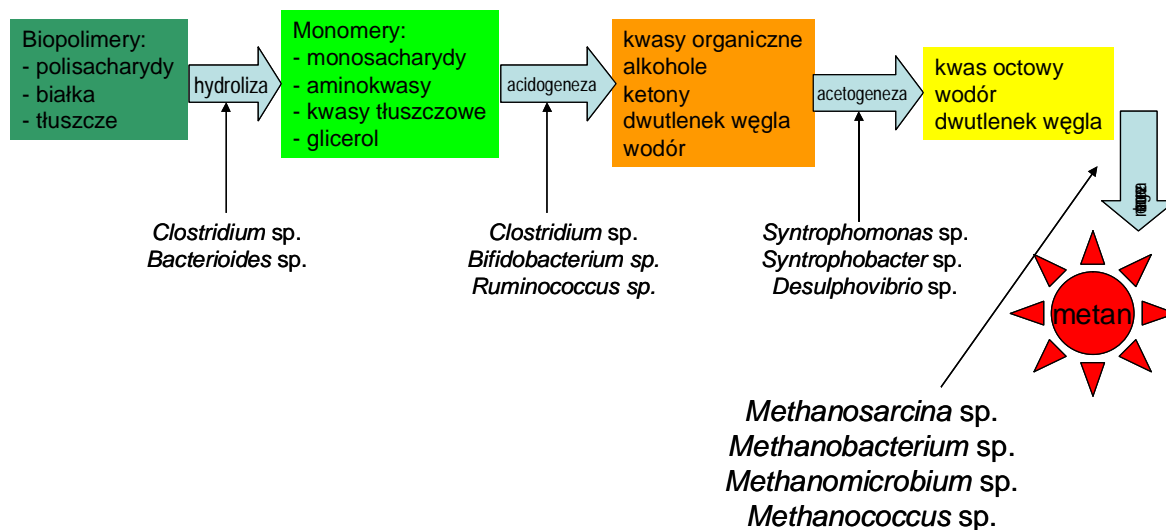 Biopolimery:
- polisacharydy
- białka
- tłuszcze
hydroliza
Monomery:
- monosacharydy
- aminokwasy
- kwasy tłuszczowe
- glicerol
acidogeneza
kwasy organiczne
alkohole
ketony
dwutlenek węgla
wodór
acetogeneza
kwas octowy
wodór
dwutlenek węgla
Clostridium sp.
Bacterioides sp.
Clostridium sp.
Bifidobacterium sp.
Ruminococcus sp.
Syntrophomonas sp.
Syntrophobacter sp.
Desulphovibrio sp.
metan
Methanosarcina sp.
Methanobacterium sp.
Methanomicrobium sp.
Methanococcus sp.